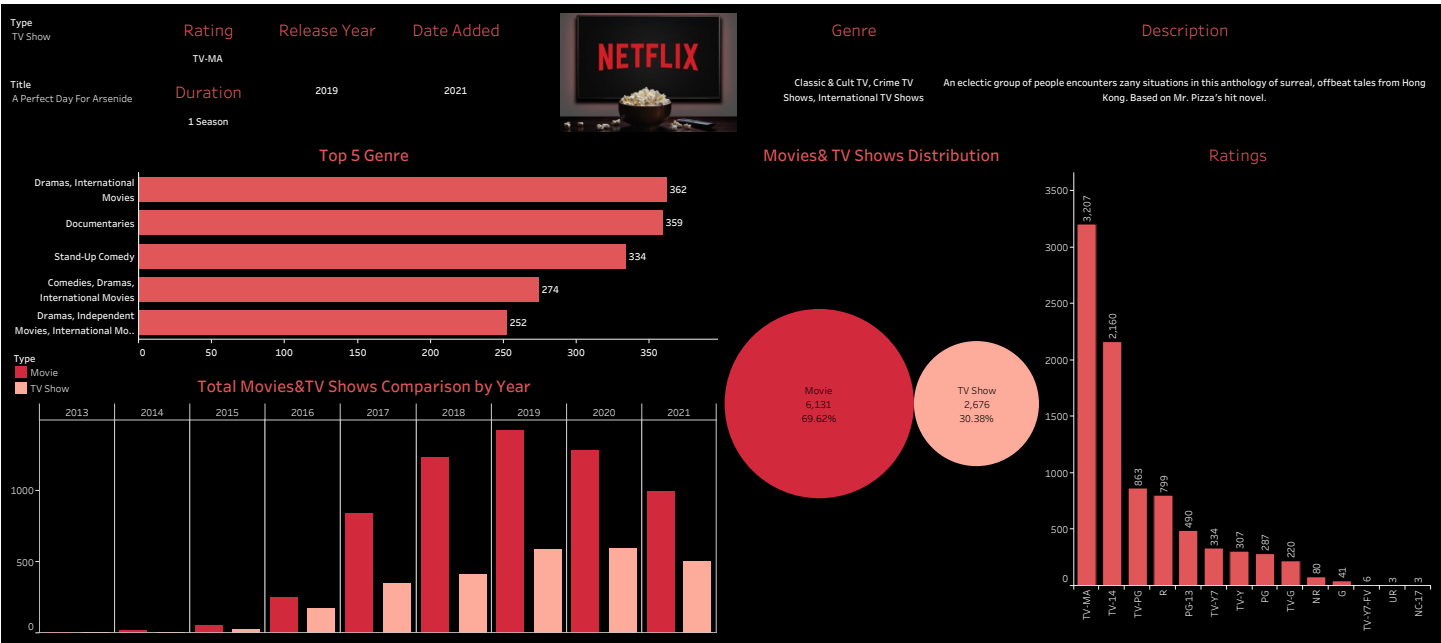 Type
TV Show
Title
A Perfect Day For Arsenide
Rating
TV-MA
Duration
1 Season
Release Year
2019
Date Added
2021
NETFLIX
Genre
Classic & Cult TV, Crime TV
Shows, International TV Shows
Description
An eclectic group of people encounters zany situations in this anthology of surreal, offbeat tales from Hong
Kong. Based on Mr. Pizza's hit novel.
Top 5 Genre
Dramas, International
Movies
362
Documentaries
359
Stand-Up Comedy
334
Comedies, Dramas,
International Movies
274
Dramas, Independent
Movies, International Mo..
252
0 50 100 150 200 250 300 350
Type
Movie
TV Show
Total Movies&TV Shows Comparison by Year
2013 2014 2015 2016 2017 2018 2019 2020 2021
1000
500
0
Movies& TV Shows Distribution
Movie
6,131
69.62%
TV Show
2,676
30.38%
Ratings
3500
3000
2500
2000
1500
1000
500
0
3,207
2,160
863
799
490
334
307
287
220
80
41
6
3
3
TV-MA
TV-14
TV-PG
R
PG-13
TV-Y7
TV-Y
PG
TV-G
NR
G
TV-Y7-FV
UR
NC-17